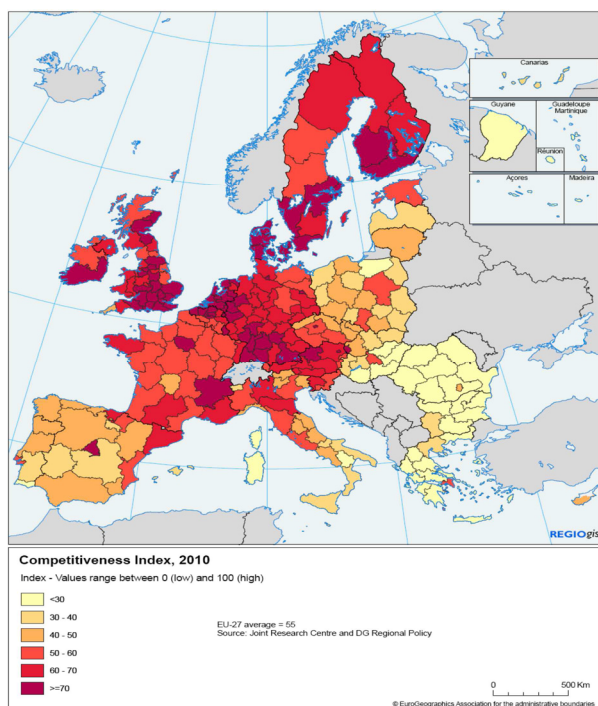 Canarias
Guyane
Guadeloupe
Martinique
Réunion
Açores
Madeira
REGIOgis
Competitiveness Index, 2010
Index - Values range between 0 (low) and 100 (high)
<30
30 - 40
40 - 50
50 - 60
60 - 70
>=70
EU-27 average = 55
Source: Joint Research Centre and DG Regional Policy
0 500 Km
© EuroGeographics Association for the administrative boundaries